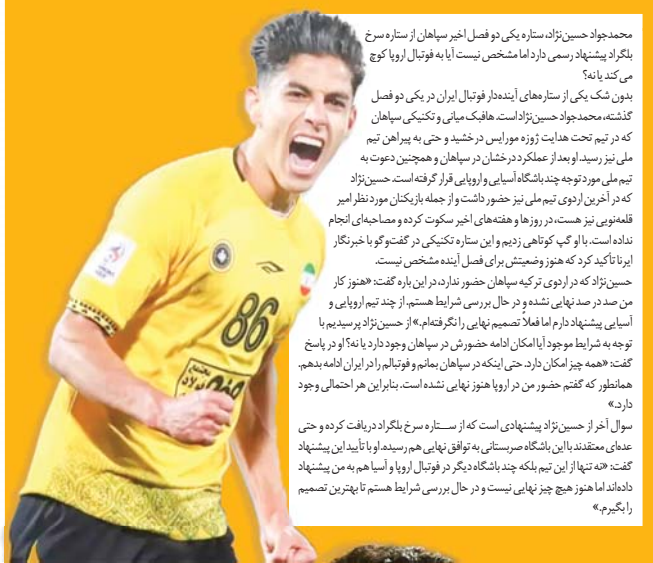 محمدجواد حسین‌نژاد، ستاره یکی دو فصل اخیر سپاهان از ستاره سرخ
بلگراد پیشنهاد رسمی دارد اما مشخص نیست آیا به فوتبال اروپا کوچ
می‌کند یا نه؟
بدون شک یکی از ستاره‌های آینده‌دار فوتبال ایران در یکی دو فصل
گذشته، محمدجواد حسین‌نژاد است. هافبک میانی و تکنیکی سپاهان
که در تیم تحت هدایت ژوزه مورایس درخشید و حتی به پیراهن تیم
ملی نیز رسید. او بعد از عملکرد درخشان در سپاهان و همچنین دعوت به
تیم ملی مورد توجه چند باشگاه آسیایی و اروپایی قرار گرفته است. حسین‌نژاد
که در آخرین اردوی تیم ملی نیز حضور داشت و از جمله بازیکنان مورد نظر امیر
قلعه‌نویی نیز هست، در روزها و هفته‌های اخیر سکوت کرده و مصاحبه‌ای انجام
نداده است. با او گپ کوتاهی زدیم و این ستاره تکنیکی در گفت‌وگو با خبرنگار
ایرنا تأکید کرد که هنوز وضعیتش برای فصل آینده مشخص نیست.
حسین‌نژاد که در اردوی ترکیه سپاهان حضور ندارد، در این باره گفت: «هنوز کار
من صد در صد نهایی نشده و در حال بررسی شرایط هستم. از چند تیم اروپایی و
آسیایی پیشنهاد دارم اما فعلاً تصمیم نهایی را نگرفته‌ام.» از حسین‌نژاد پرسیدیم با
توجه به شرایط موجود آیا امکان ادامه حضورش در سپاهان وجود دارد یا نه؟ او در پاسخ
گفت: «همه چیز امکان دارد. حتی اینکه در سپاهان بمانم و فوتبالم را در ایران ادامه بدهم.
همانطور که گفتم حضور من در اروپا هنوز نهایی نشده است. بنابراین هر احتمالی وجود
دارد.»
سوال آخر از حسین‌نژاد پیشنهادی است که از ســتاره سرخ بلگراد دریافت کرده و حتی
عده‌ای معتقدند با این باشگاه صربستانی به توافق نهایی هم رسیده. او با تأیید این پیشنهاد
گفت: «نه تنها از این تیم بلکه چند باشگاه دیگر در فوتبال اروپا و آسیا هم به من پیشنهاد
داده‌اند اما هنوز هیچ چیز نهایی نیست و در حال بررسی شرایط هستم تا بهترین تصمیم
را بگیرم.»
86